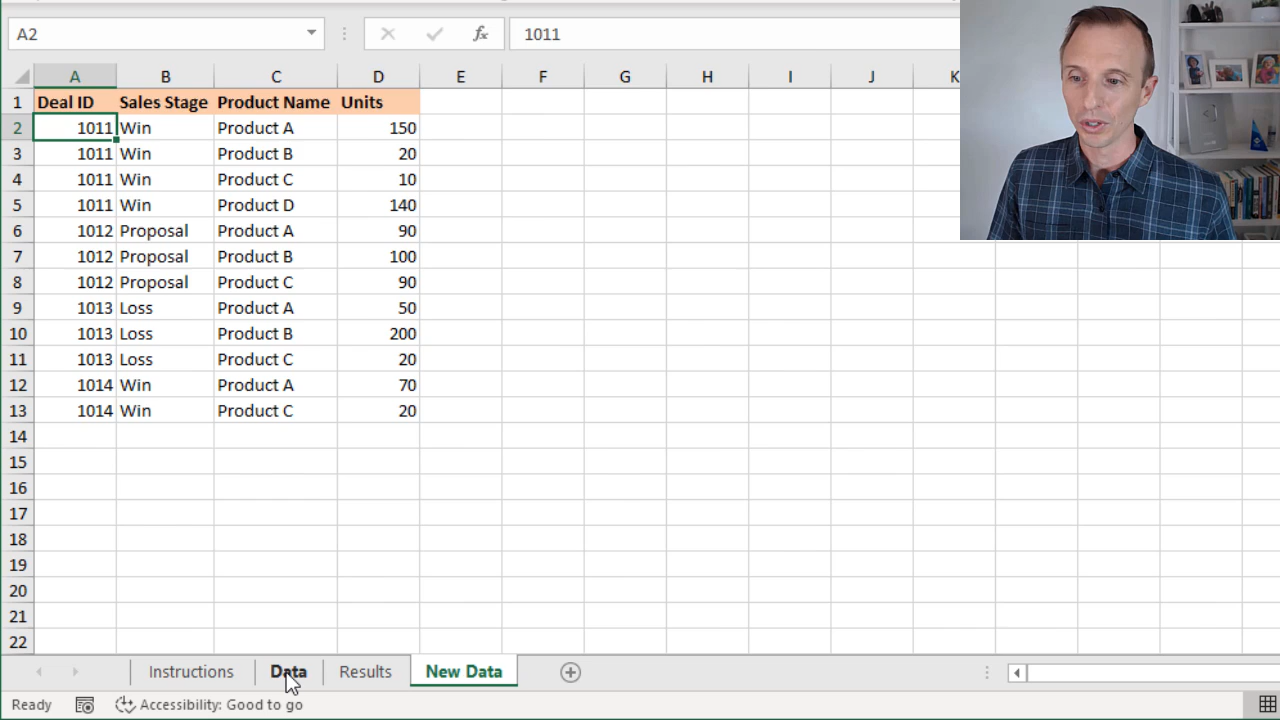 A2 fx 1011
A B C D E F G H I J K
1 Deal ID Sales Stage Product Name Units
2 1011 Win Product A 150
3 1011 Win Product B 20
4 1011 Win Product C 10
5 1011 Win Product D 140
6 1012 Proposal Product A 90
7 1012 Proposal Product B 100
8 1012 Proposal Product C 90
9 1013 Loss Product A 50
10 1013 Loss Product B 200
11 1013 Loss Product C 20
12 1014 Win Product A 70
13 1014 Win Product C 20
14
15
16
17
18
19
20
21
22
Instructions Data Results New Data
Ready Accessibility: Good to go